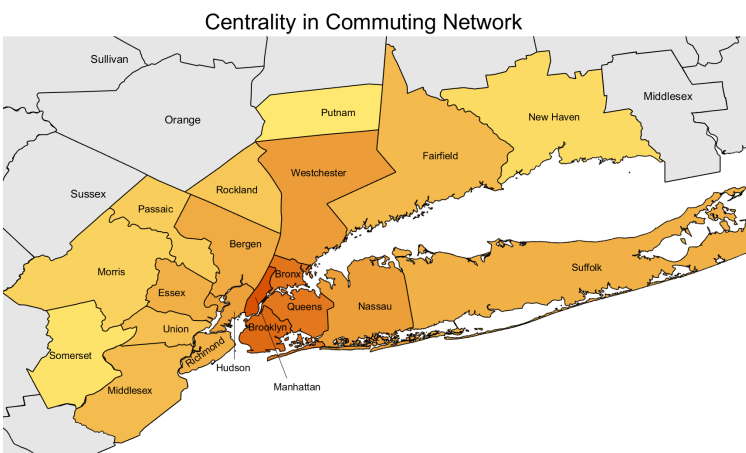 Centrality in Commuting Network
Sullivan
Middlesex
Putnam
New Haven
Orange
Fairfield
Westchester
Rockland
Sussex
Passaic
Bergen
Suffolk
Morris
Bronx
Essex
Queens
Nassau
Union
Brooklyn
Richmond
Somerset
Hudson
Manhattan
Middlesex